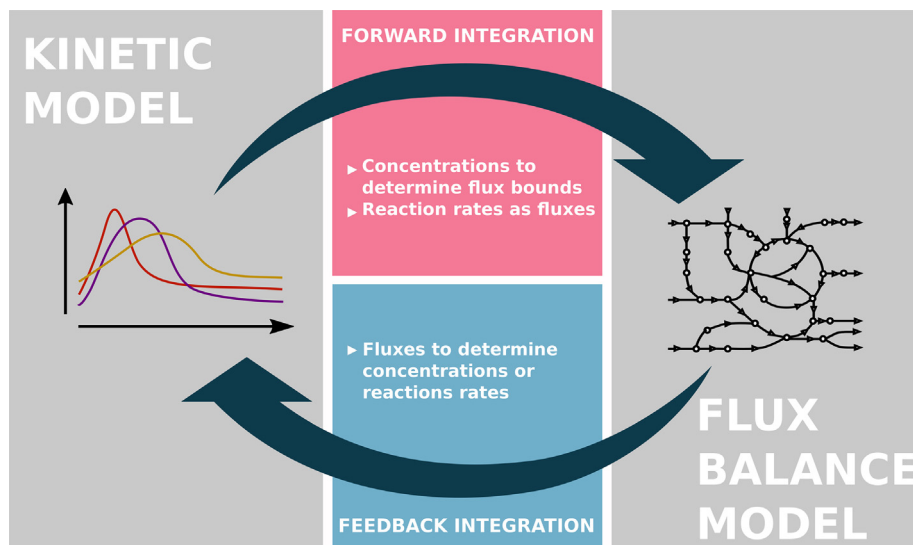 KINETIC
MODEL
FORWARD INTEGRATION
Concentrations to
determine flux bounds
Reaction rates as fluxes
Fluxes to determine
concentrations or
reactions rates
FEEDBACK INTEGRATION
FLUX
BALANCE
MODEL